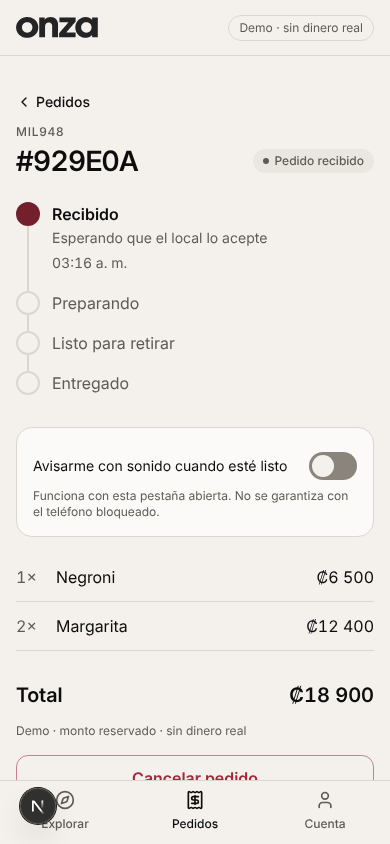 onza
Demo · sin dinero real
Pedidos
MIL948
#929E0A
Pedido recibido
Recibido
Esperando que el local lo acepte
03:16 a. m.
Preparando
Listo para retirar
Entregado
Avisarme con sonido cuando esté listo
Funciona con esta pestaña abierta. No se garantiza con
el teléfono bloqueado.
1× Negroni ₡6 500
2× Margarita ₡12 400
Total ₡18 900
Demo · monto reservado · sin dinero real
Cancelar pedido
N
Explorar Pedidos Cuenta